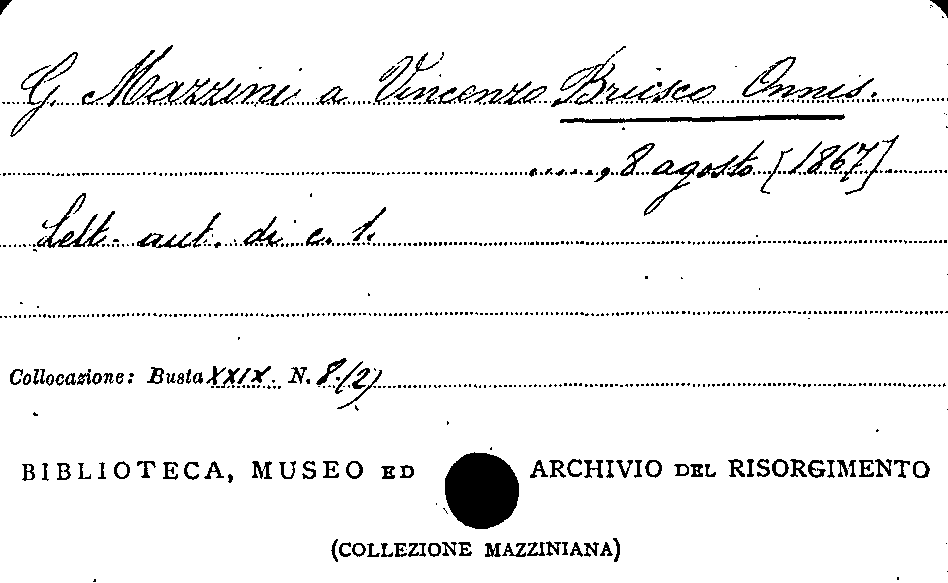 G. Mazzini a Vincenzo Brusco Onnis.
....., 8 agosto [1867].
Lett. aut. di c. 1.
Collocazione: Busta XXIX. N. 8.(2)
BIBLIOTECA, MUSEO ED ARCHIVIO DEL RISORGIMENTO
(COLLEZIONE MAZZINIANA)